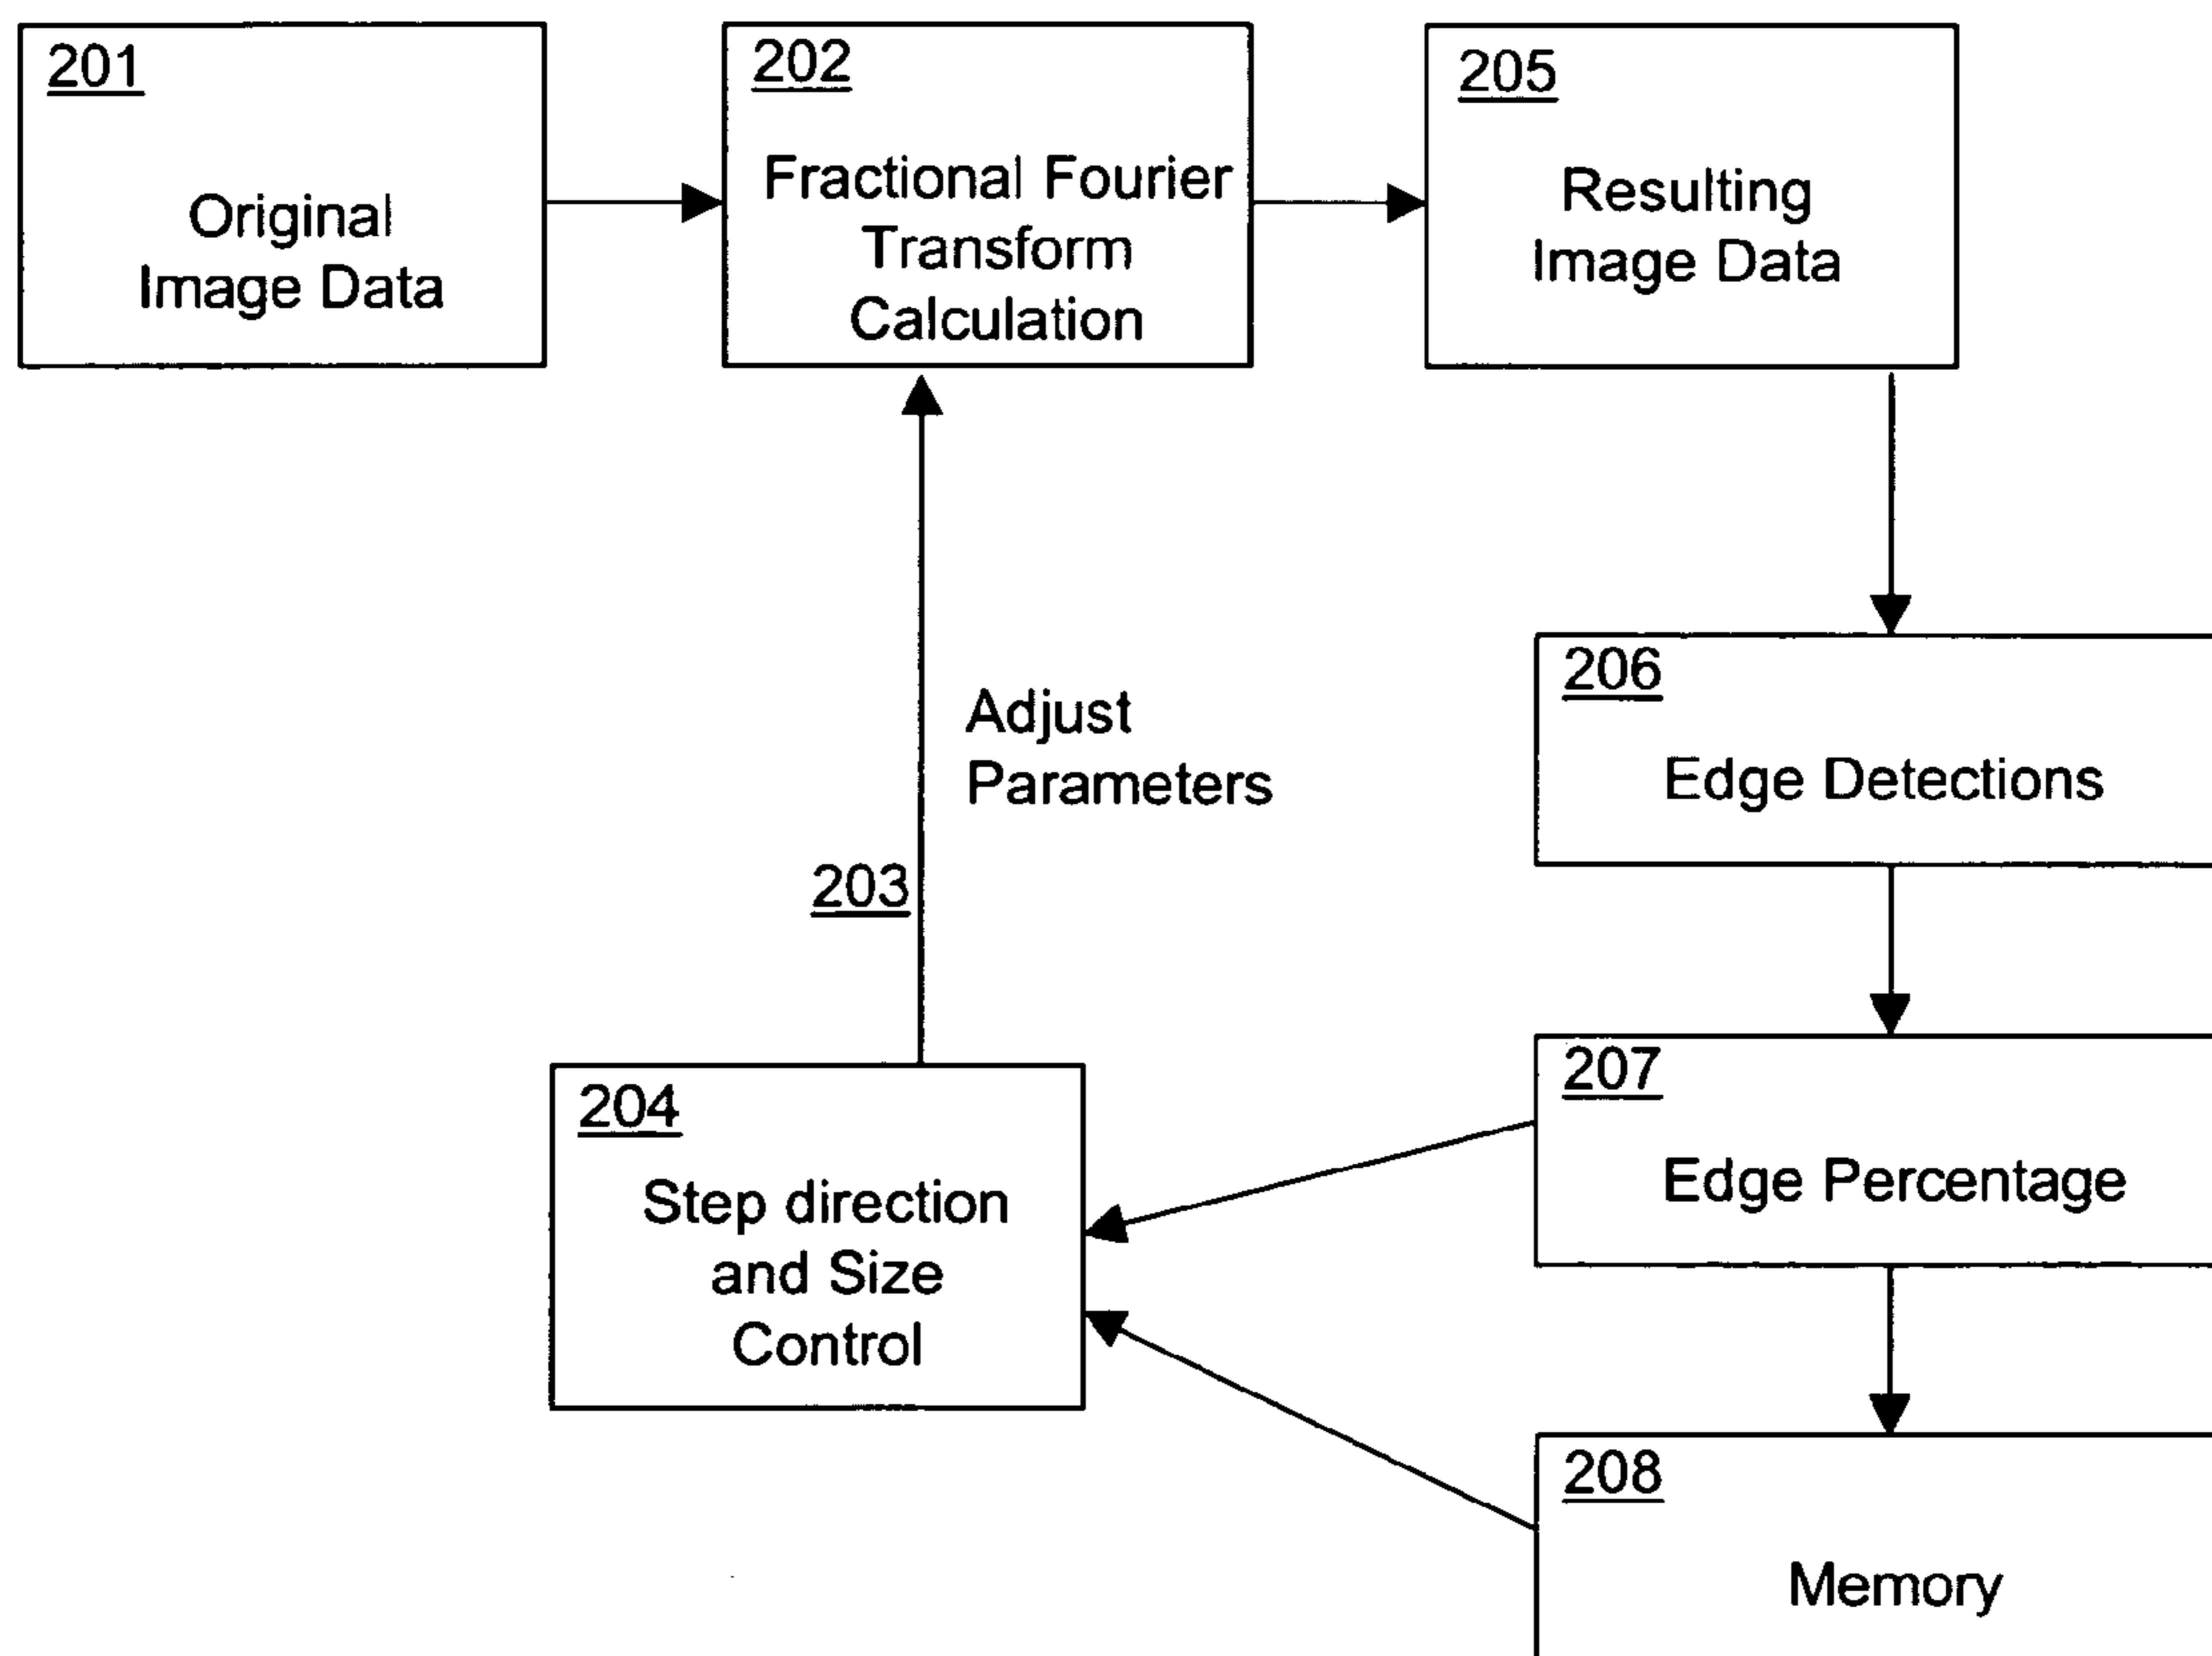 201
Original
Image Data
202
Fractional Fourier
Transform
Calculation
205
Resulting
Image Data
206
Edge Detections
Adjust
Parameters
203
207
Edge Percentage
204
Step direction
and Size
Control
208
Memory